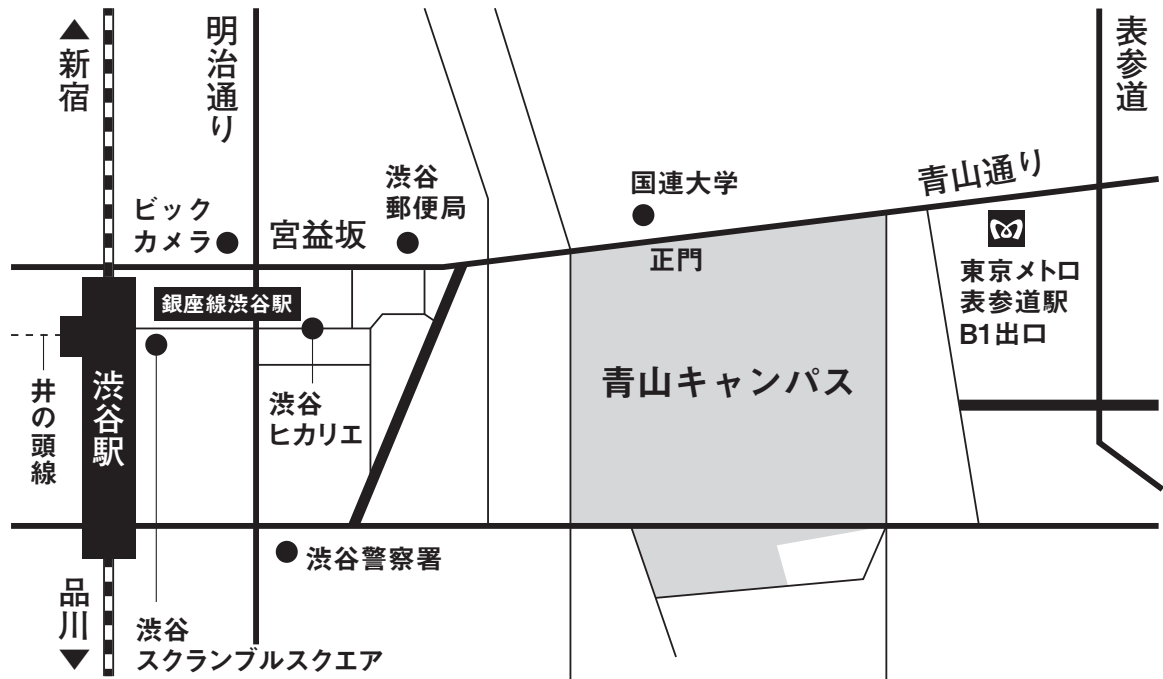 ▲新宿
明治通り
表参道
渋谷
郵便局
国連大学
青山通り
ビック
カメラ
宮益坂
正門
東京メトロ
表参道駅
B1出口
銀座線渋谷駅
井の頭線
渋谷駅
渋谷
ヒカリエ
青山キャンパス
渋谷警察署
品川▼
渋谷
スクランブルスクエア